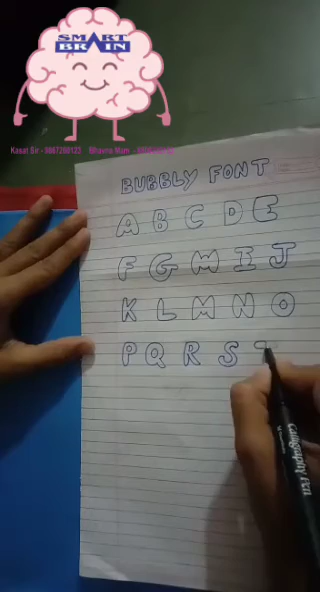 SMART
BRAIN
BUBBLY FONT
A B C D E
F G M I J
K L M N O
P Q R S T
Calligraphy Pen